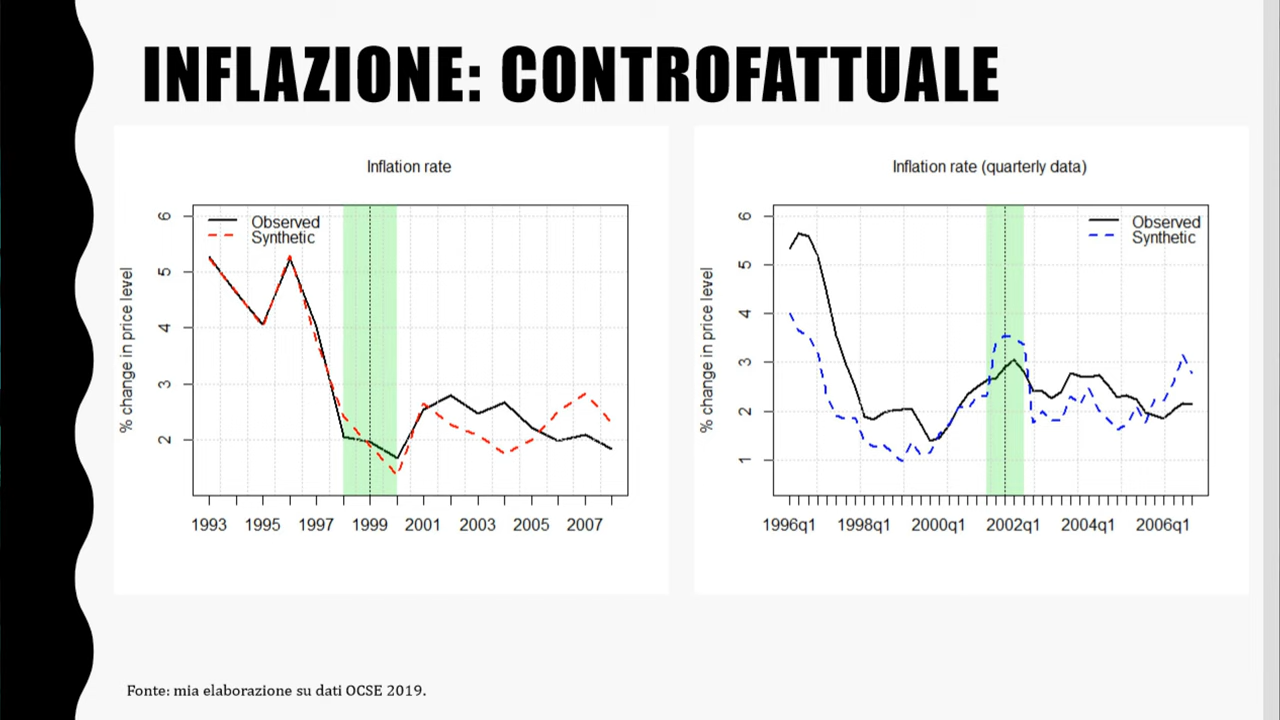 INFLAZIONE: CONTROFATTUALE
Inflation rate
Observed
Synthetic
% change in price level
6
5
4
3
2
1993 1995 1997 1999 2001 2003 2005 2007
Inflation rate (quarterly data)
Observed
Synthetic
% change in price level
6
5
4
3
2
1
1996q1 1998q1 2000q1 2002q1 2004q1 2006q1
Fonte: mia elaborazione su dati OCSE 2019.